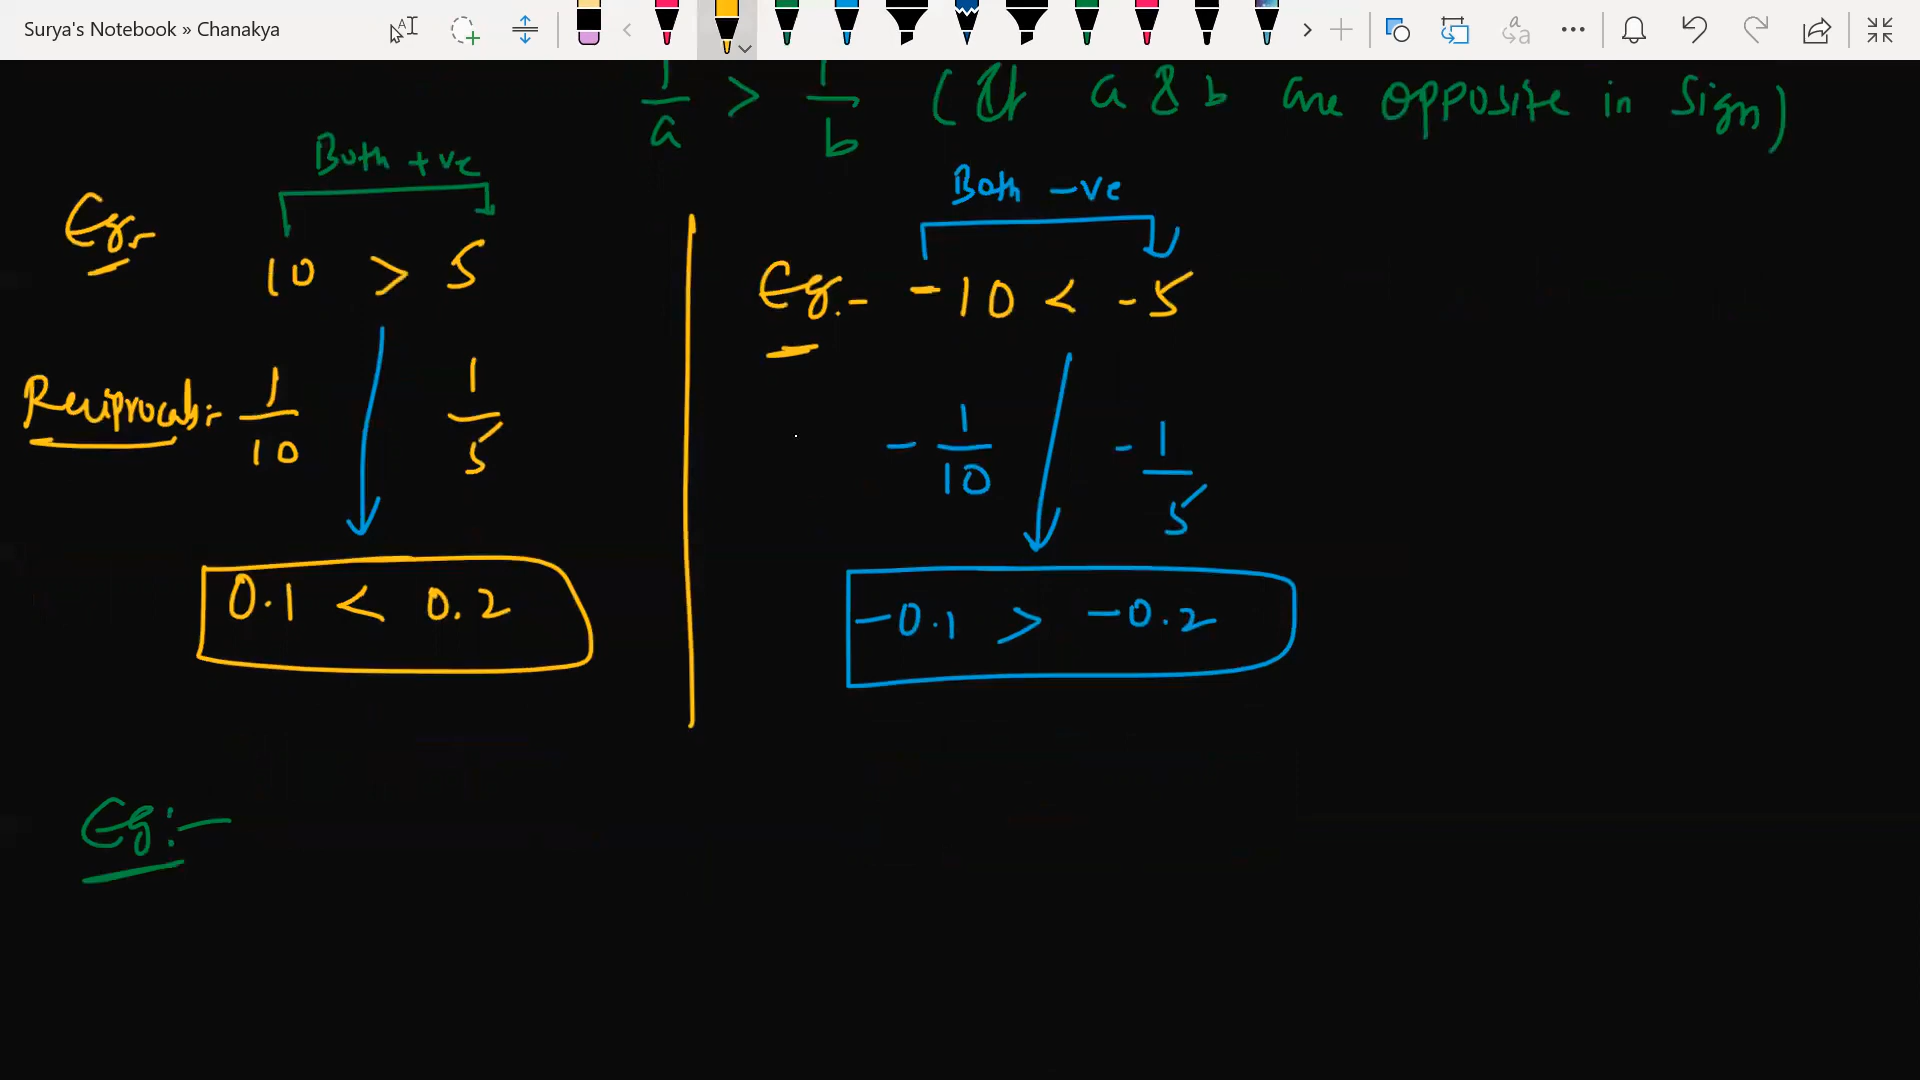 Surya's Notebook » Chanakya
1/a > 1/b (If a & b are opposite in sign)
Both +ve
Eg:-
10 > 5
Reciprocals:-
1/10 1/5
0.1 < 0.2
Both -ve
Eg:- -10 < -5
-1/10 -1/5
-0.1 > -0.2
Eg:-